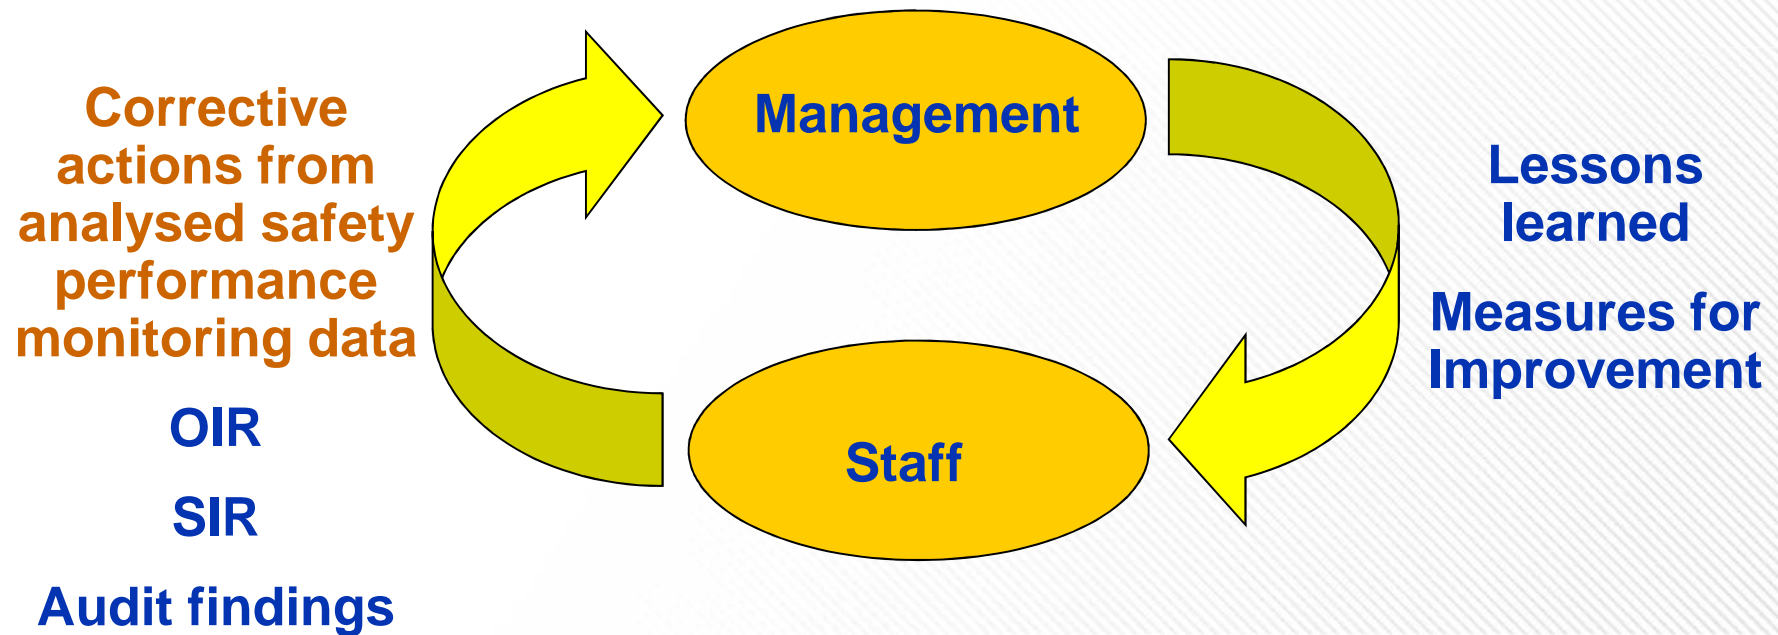 Corrective
actions from
analysed safety
performance
monitoring data
OIR
SIR
Audit findings
Management
Staff
Lessons
learned
Measures for
Improvement